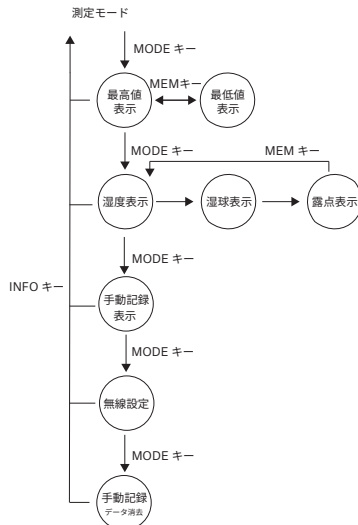 測定モード
MODE キー
最高値
表示
MEMキー
最低値
表示
MODE キー
MEM キー
湿度表示
湿球表示
露点表示
MODE キー
INFO キー
手動記録
表示
MODE キー
無線設定
MODE キー
手動記録
データ消去